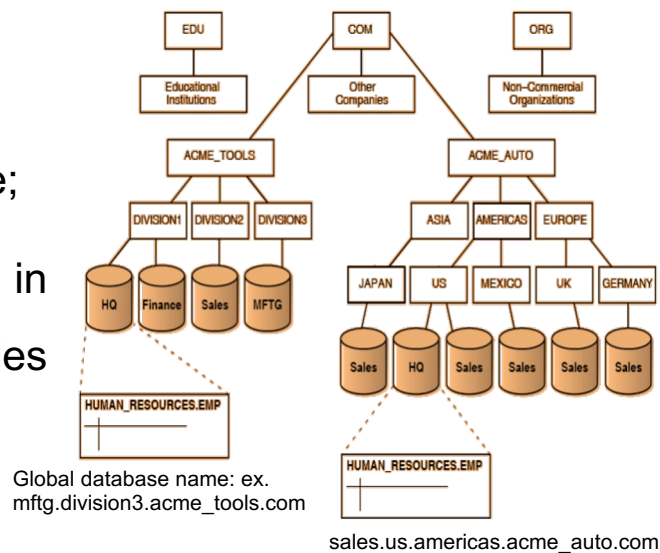 EDU COM ORG
Educational
Institutions
Other
Companies
Non-Commercial
Organizations
ACME_TOOLS ACME_AUTO
e;
DIVISION1 DIVISION2 DIVISION3 ASIA AMERICAS EUROPE
in
HQ Finance Sales MFTG JAPAN US MEXICO UK GERMANY
es
Sales HQ Sales Sales Sales Sales
HUMAN_RESOURCES.EMP
HUMAN_RESOURCES.EMP
Global database name: ex.
mftg.division3.acme_tools.com
sales.us.americas.acme_auto.com